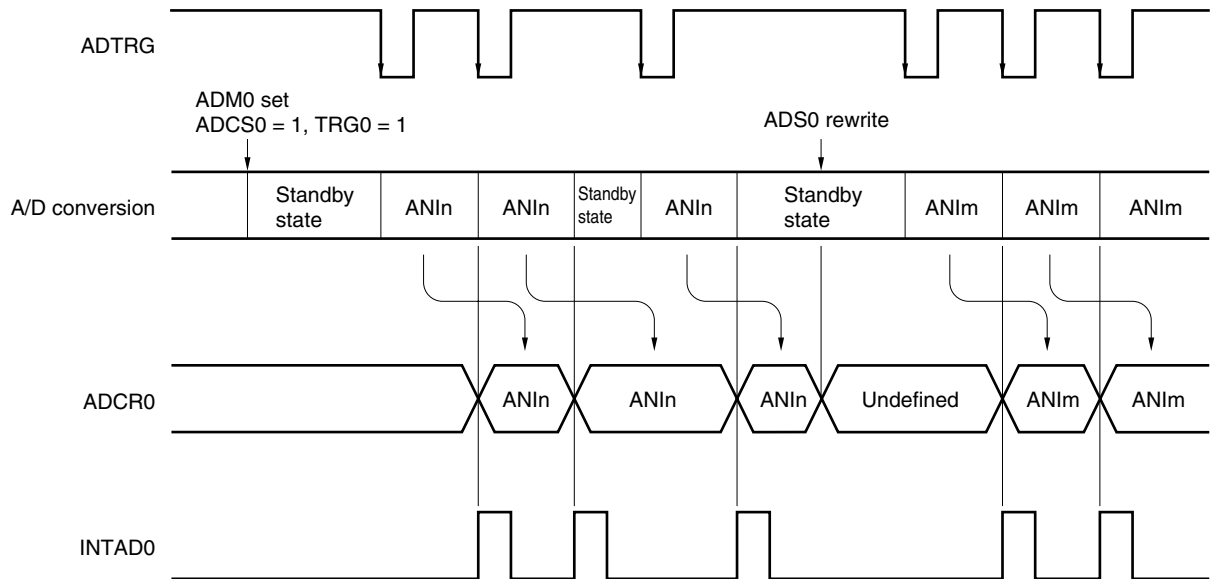 ADTRG
ADM0 set
ADCS0 = 1, TRG0 = 1
ADS0 rewrite
A/D conversion
Standby
state
ANIn
ANIn
Standby
state
ANIn
Standby
state
ANIm
ANIm
ANIm
ADCR0
ANIn
ANIn
ANIn
Undefined
ANIm
ANIm
INTAD0